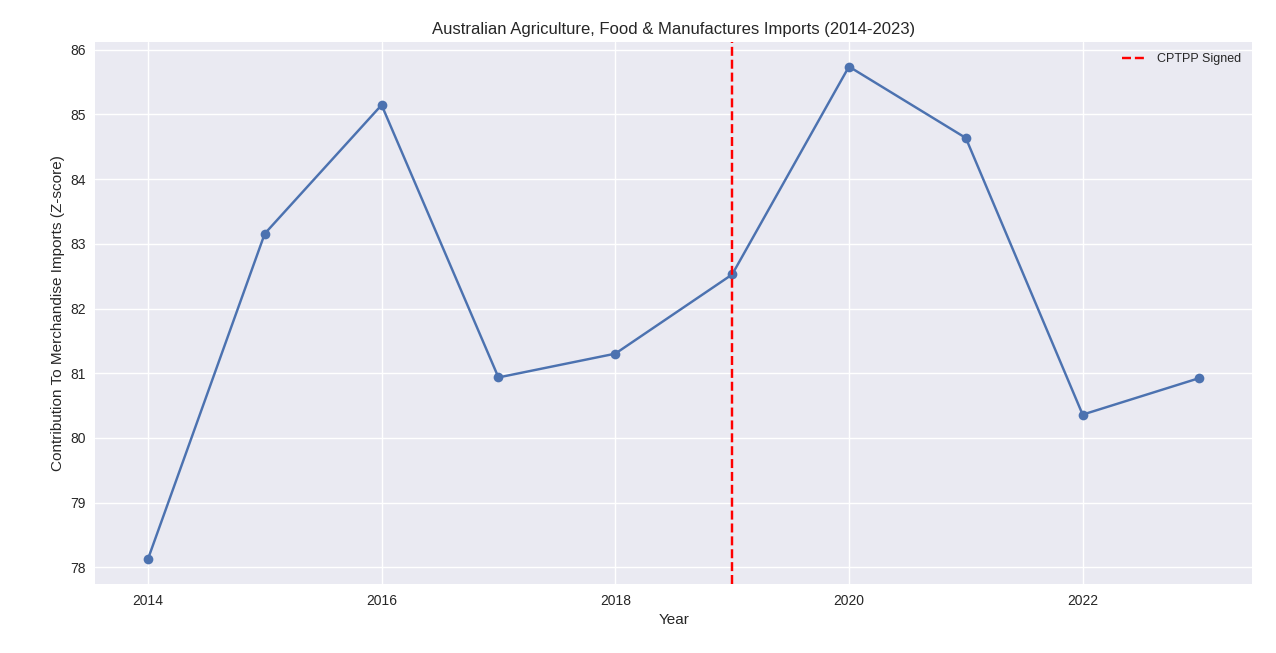 Australian Agriculture, Food & Manufactures Imports (2014-2023)
CPTPP Signed
Contribution To Merchandise Imports (Z-score)
86
85
84
83
82
81
80
79
78
2014 2016 2018 2020 2022
Year